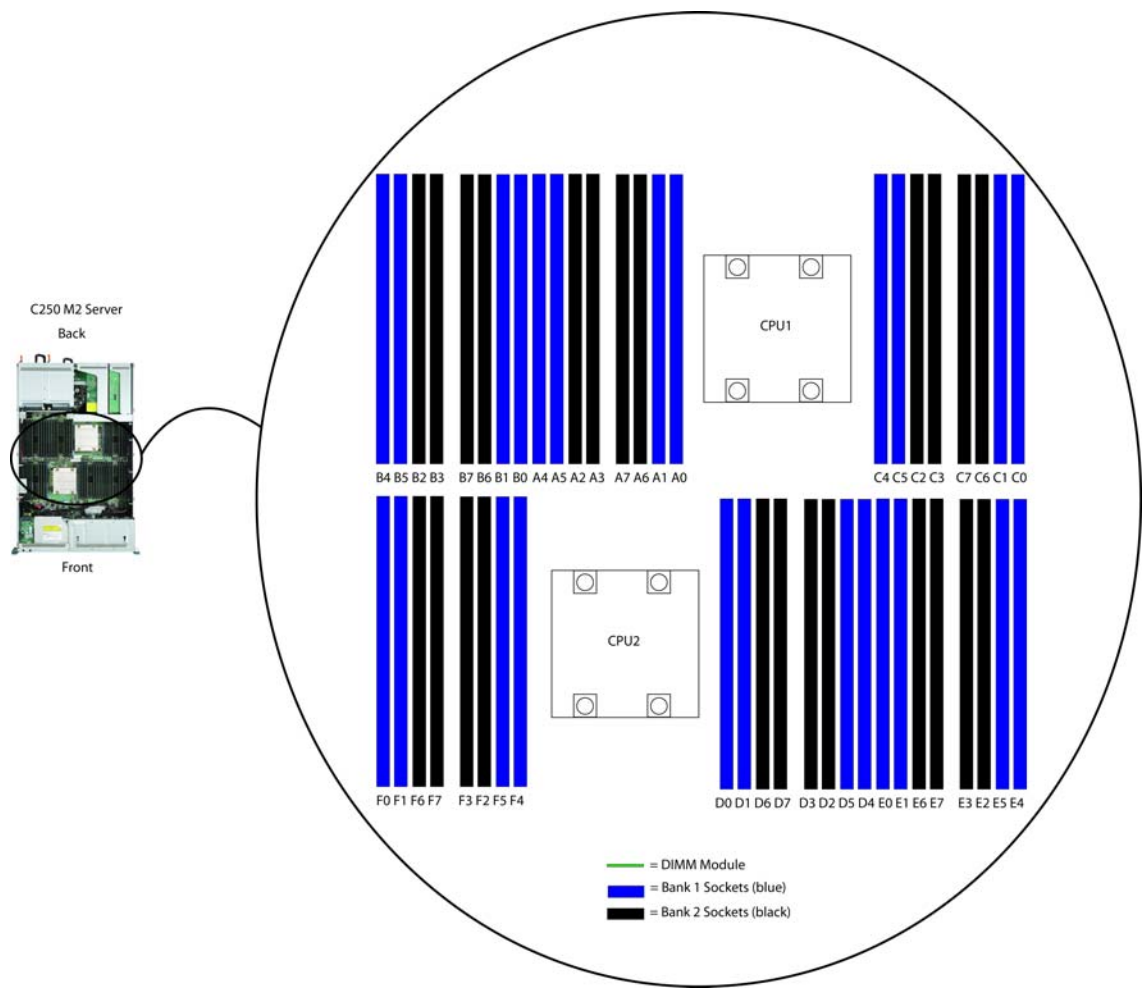 C250 M2 Server
Back
Front
CPU1
B4 B5 B2 B3 B7 B6 B1 B0 A4 A5 A2 A3 A7 A6 A1 A0 C4 C5 C2 C3 C7 C6 C1 C0
CPU2
F0 F1 F6 F7 F3 F2 F5 F4 D0 D1 D6 D7 D3 D2 D5 D4 E0 E1 E6 E7 E3 E2 E5 E4
= DIMM Module
= Bank 1 Sockets (blue)
= Bank 2 Sockets (black)